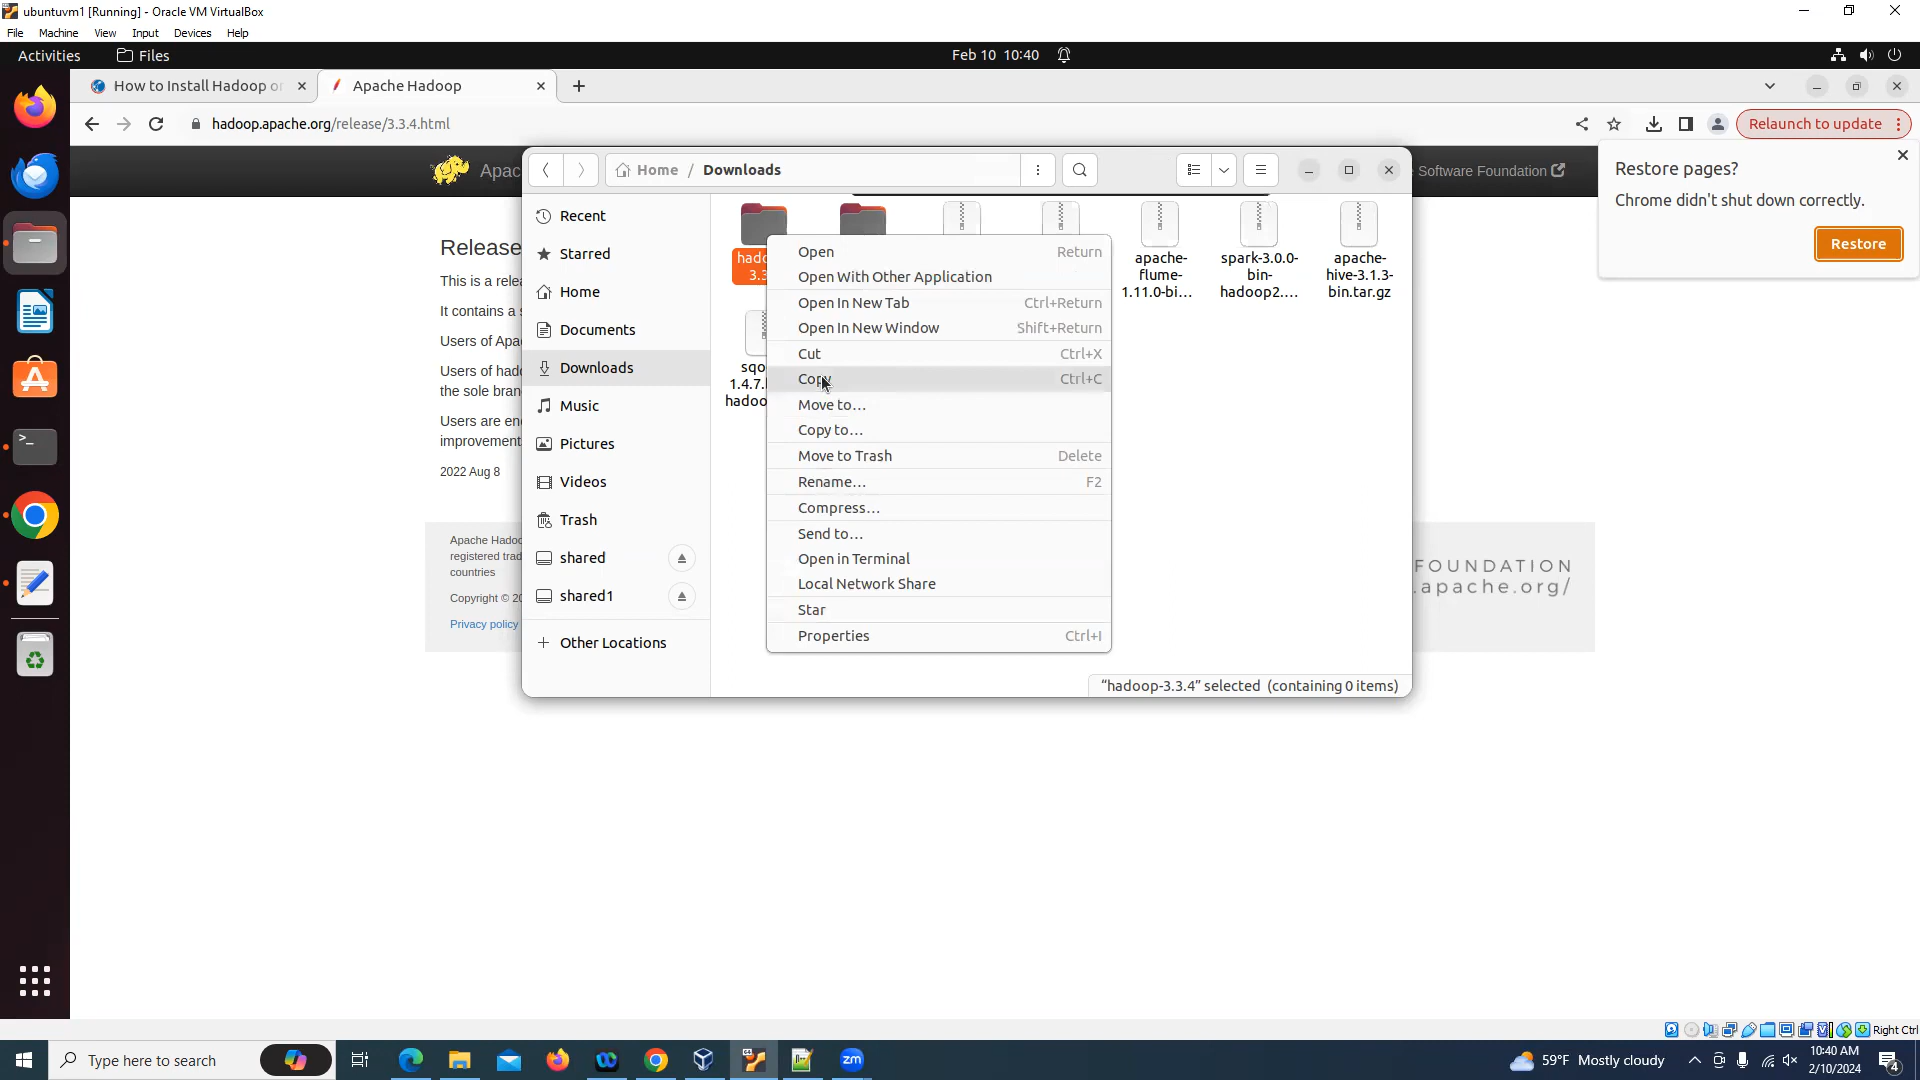 ubuntuvm1 [Running] - Oracle VM VirtualBox
File Machine View Input Devices Help
Activities Files Feb 10 10:40
How to Install Hadoop o
Apache Hadoop
hadoop.apache.org/release/3.3.4.html
Relaunch to update
Restore pages?
Chrome didn't shut down correctly.
Restore
Apac
Software Foundation
Home / Downloads
Release
This is a rele
It contains a s
Users of Apa
Users of hado
the sole bran
Users are en
improvement
2022 Aug 8
Apache Hadoo
registered trad
countries
Copyright © 20
Privacy policy
Recent
Starred
Home
Documents
Downloads
Music
Pictures
Videos
Trash
shared
shared1
Other Locations
hado
3.3
apache-
flume-
1.11.0-bi...
spark-3.0.0-
bin-
hadoop2....
apache-
hive-3.1.3-
bin.tar.gz
sqo
1.4.7.
hadoo
Open Return
Open With Other Application
Open In New Tab Ctrl+Return
Open In New Window Shift+Return
Cut Ctrl+X
Copy Ctrl+C
Move to...
Copy to...
Move to Trash Delete
Rename... F2
Compress...
Send to...
Open in Terminal
Local Network Share
Star
Properties Ctrl+I
"hadoop-3.3.4" selected (containing 0 items)
FOUNDATION
.apache.org/
Right Ctrl
Type here to search
zm
59°F Mostly cloudy
10:40 AM
2/10/2024
4